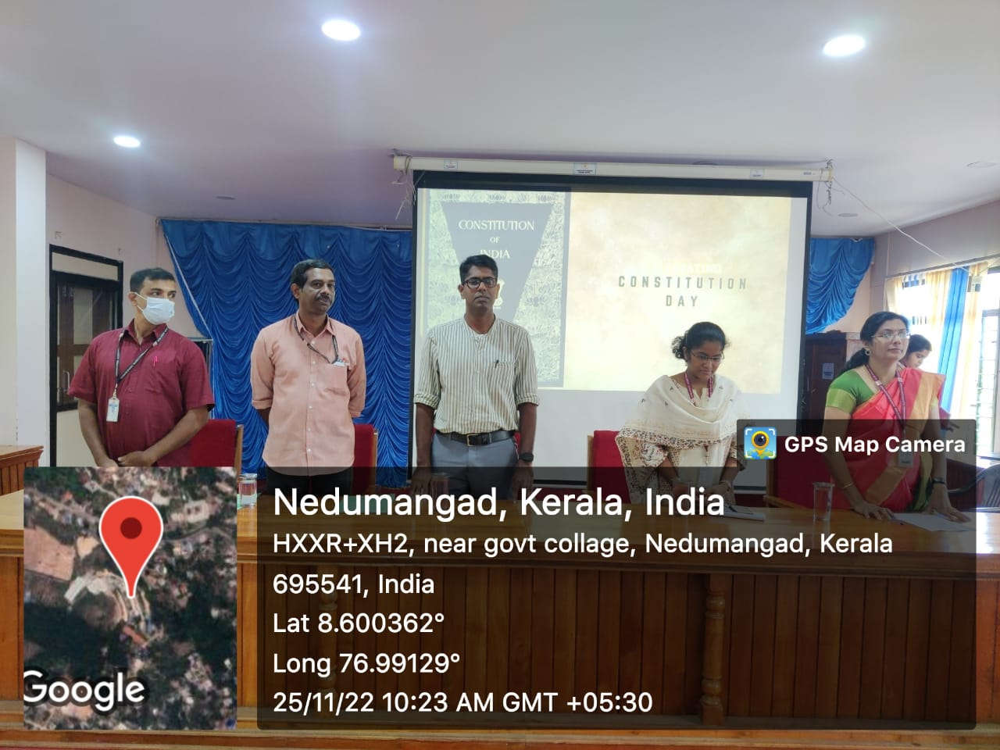 CONSTITUTION
OF
INDIA
CONSTITUTION
DAY
GPS Map Camera
Nedumangad, Kerala, India
HXXR+XH2, near govt collage, Nedumangad, Kerala
695541, India
Lat 8.600362°
Long 76.99129°
25/11/22 10:23 AM GMT +05:30
Google